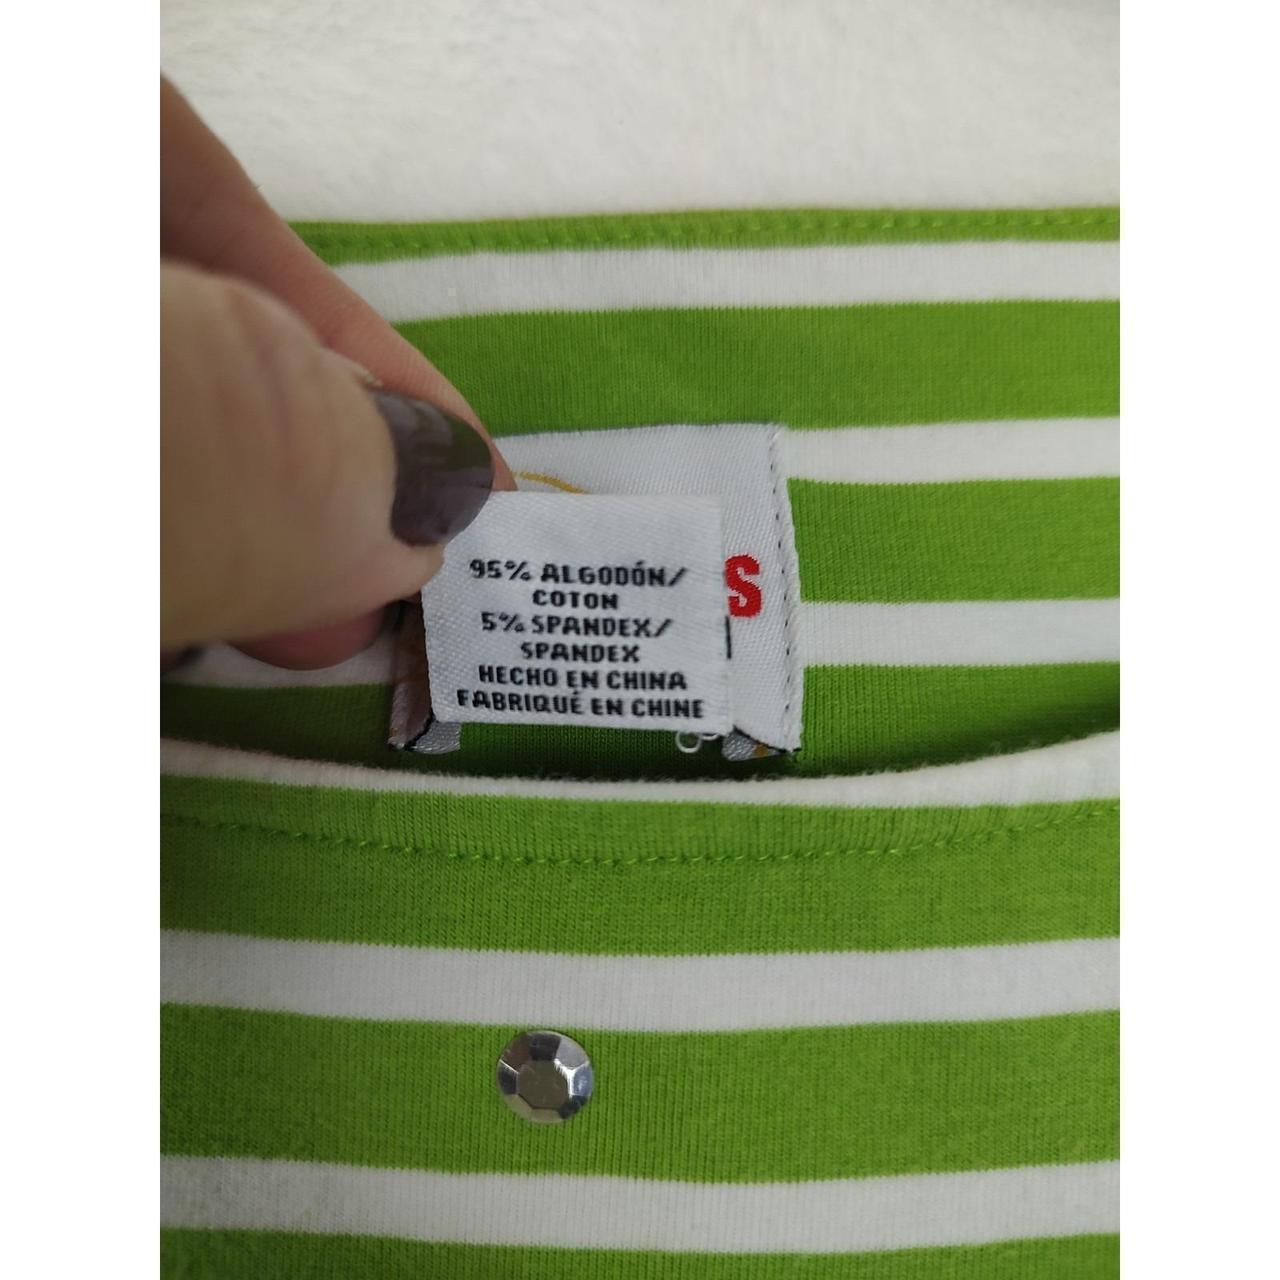 95% ALGODÓN/
COTON
5% SPANDEX/
SPANDEX
HECHO EN CHINA
FABRIQUÉ EN CHINE
S